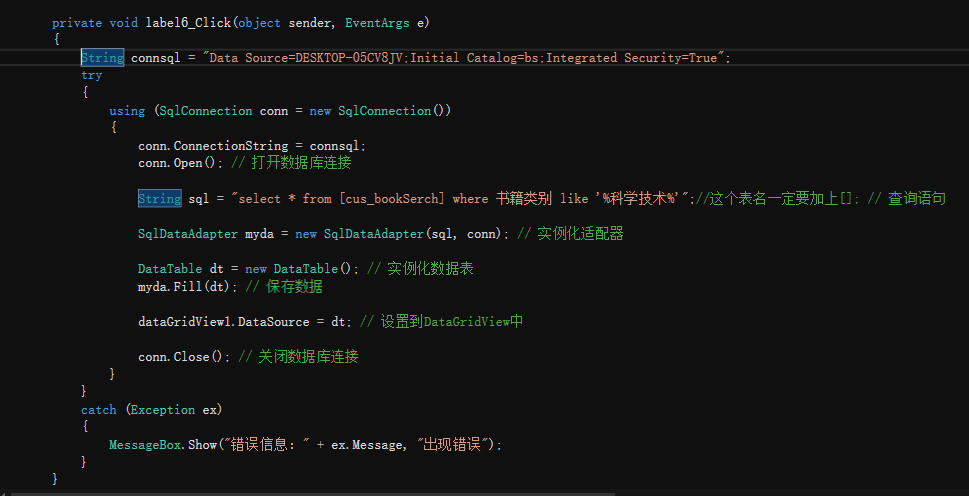 private void label6_Click(object sender, EventArgs e)
{
String connsql = "Data Source=DESKTOP-O5CV8JV;Initial Catalog=bs;Integrated Security=True";
try
{
using (SqlConnection conn = new SqlConnection())
{
conn.ConnectionString = connsql;
conn.Open(); // 打开数据库连接
String sql = "select * from [cus_bookSerch] where 书籍类别 like '%科学技术%'";//这个表名一定要加上[]; // 查询语句
SqlDataAdapter myda = new SqlDataAdapter(sql, conn); // 实例化适配器
DataTable dt = new DataTable(); // 实例化数据表
myda.Fill(dt); // 保存数据
dataGridView1.DataSource = dt; // 设置到DataGridView中
conn.Close(); // 关闭数据库连接
}
}
catch (Exception ex)
{
MessageBox.Show("错误信息: " + ex.Message, "出现错误");
}
}